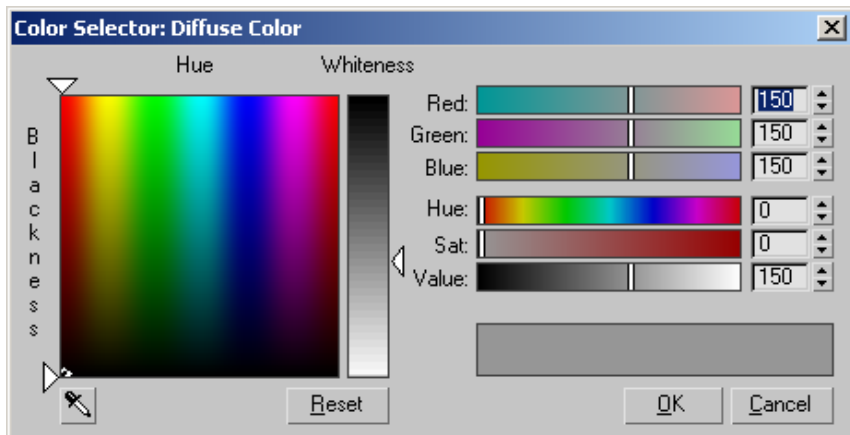 Color Selector: Diffuse Color
Hue Whiteness
Blackness
Red: 150
Green: 150
Blue: 150
Hue: 0
Sat: 0
Value: 150
Reset OK Cancel